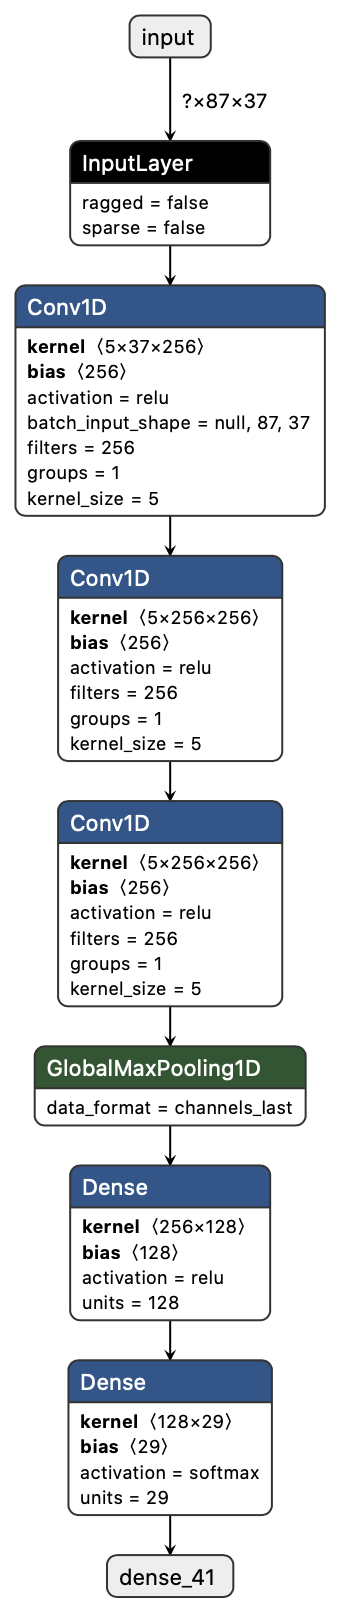 input
?×87×37
InputLayer
ragged = false
sparse = false
Conv1D
kernel 〈5×37×256〉
bias 〈256〉
activation = relu
batch_input_shape = null, 87, 37
filters = 256
groups = 1
kernel_size = 5
Conv1D
kernel 〈5×256×256〉
bias 〈256〉
activation = relu
filters = 256
groups = 1
kernel_size = 5
Conv1D
kernel 〈5×256×256〉
bias 〈256〉
activation = relu
filters = 256
groups = 1
kernel_size = 5
GlobalMaxPooling1D
data_format = channels_last
Dense
kernel 〈256×128〉
bias 〈128〉
activation = relu
units = 128
Dense
kernel 〈128×29〉
bias 〈29〉
activation = softmax
units = 29
dense_41